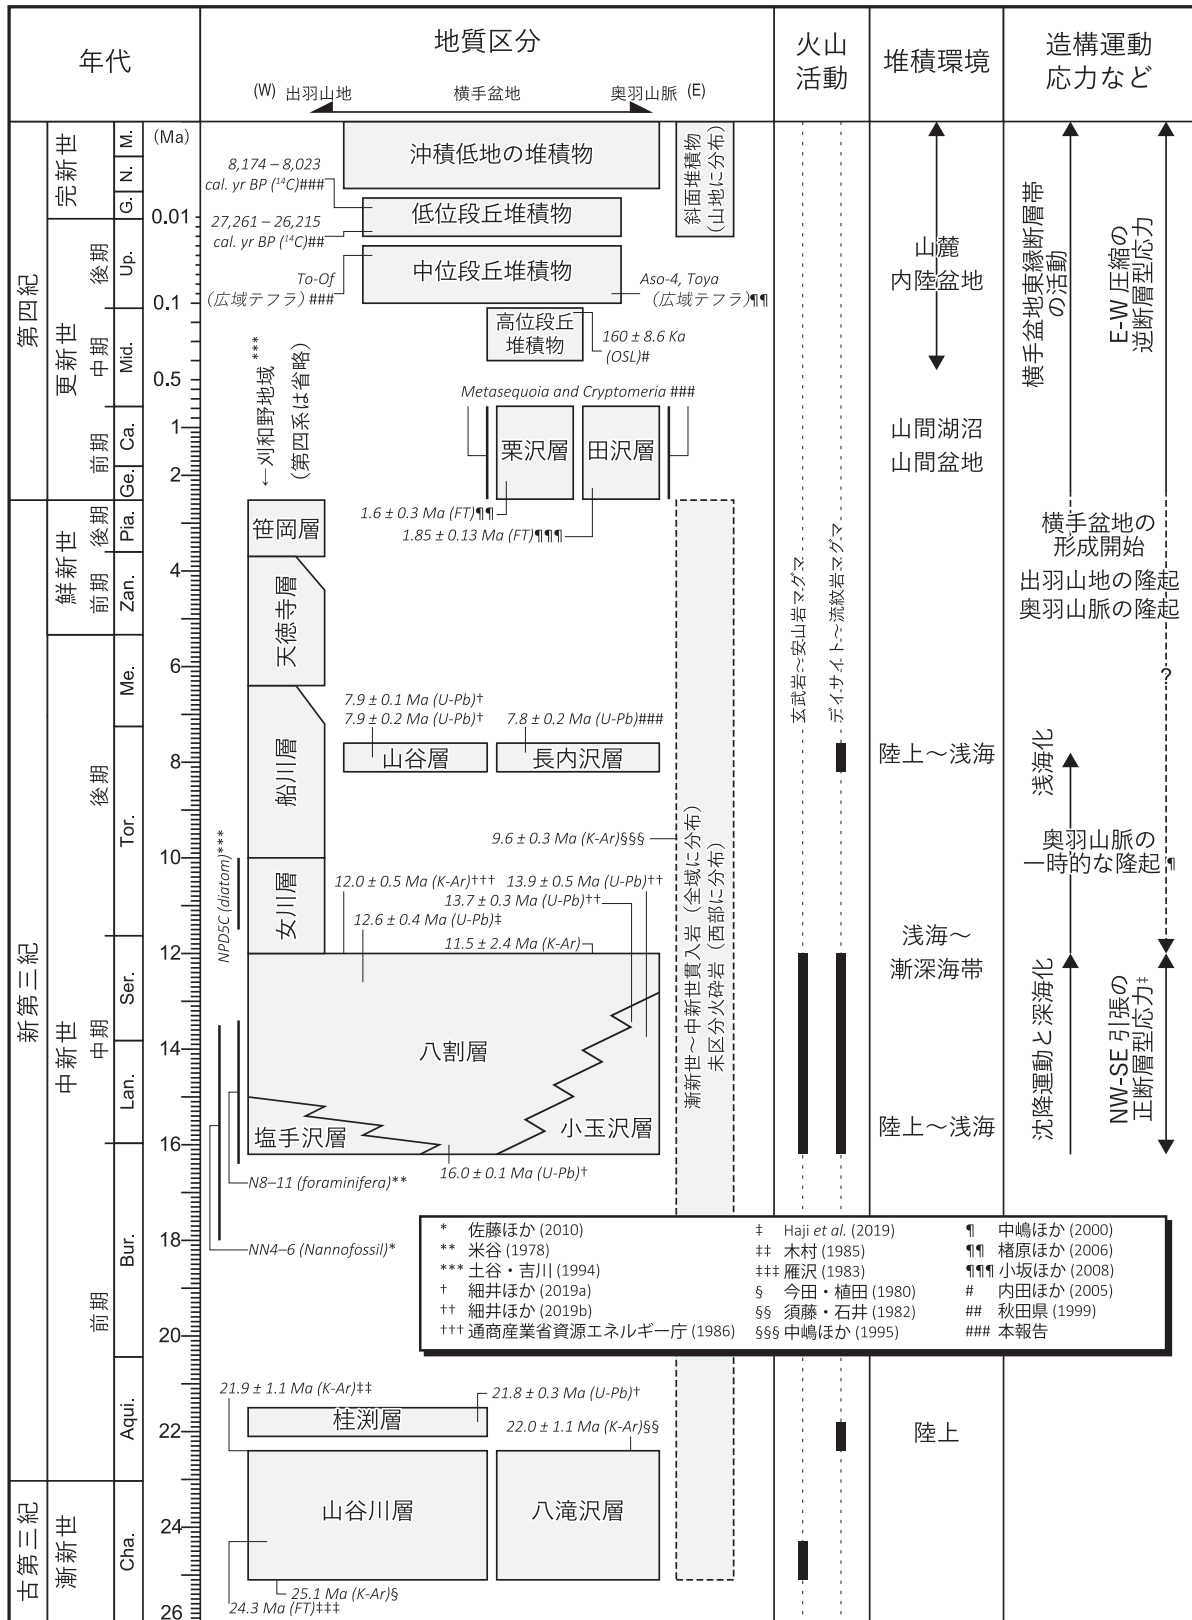 年代
地質区分
火山
活動
堆積環境
造構運動
応力など
(W) 出羽山地
横手盆地
奥羽山脈 (E)
(Ma)
0.01
0.1
0.5
1
2
4
6
8
10
12
14
16
18
20
22
24
26
第四紀
新第三紀
古第三紀
完新世
更新世
鮮新世
中新世
漸新世
後期
中期
前期
後期
前期
後期
中期
前期
M.
N.
G.
Up.
Mid.
Ca.
Ge.
Pia.
Zan.
Me.
Tor.
Ser.
Lan.
Bur.
Aqui.
Cha.
沖積低地の堆積物
斜面堆積物
(山地に分布)
8,174 – 8,023
cal. yr BP (¹⁴C)###
低位段丘堆積物
27,261 – 26,215
cal. yr BP (¹⁴C)##
中位段丘堆積物
To-Of
(広域テフラ) ###
Aso-4, Toya
(広域テフラ)¶¶
高位段丘
堆積物
160 ± 8.6 Ka
(OSL)#
←刈和野地域 ***
(第四系は省略)
Metasequoia and Cryptomeria ###
栗沢層
田沢層
1.6 ± 0.3 Ma (FT)¶¶
1.85 ± 0.13 Ma (FT)¶¶¶
笹岡層
天徳寺層
船川層
女川層
7.9 ± 0.1 Ma (U-Pb)†
7.9 ± 0.2 Ma (U-Pb)†
7.8 ± 0.2 Ma (U-Pb)###
山谷層
長内沢層
9.6 ± 0.3 Ma (K-Ar)§§§
NPD5C (diatom)***
12.0 ± 0.5 Ma (K-Ar)†††
13.9 ± 0.5 Ma (U-Pb)††
13.7 ± 0.3 Ma (U-Pb)††
12.6 ± 0.4 Ma (U-Pb)‡
11.5 ± 2.4 Ma (K-Ar)
八割層
塩手沢層
小玉沢層
16.0 ± 0.1 Ma (U-Pb)†
N8–11 (foraminifera)**
NN4–6 (Nannofossil)*
漸新世～中新世貫入岩 (全域に分布)
未区分火砕岩 (西部に分布)
21.9 ± 1.1 Ma (K-Ar)‡‡
21.8 ± 0.3 Ma (U-Pb)†
桂渕層
22.0 ± 1.1 Ma (K-Ar)§§
山谷川層
八滝沢層
25.1 Ma (K-Ar)§
24.3 Ma (FT)‡‡‡
玄武岩～安山岩マグマ
デイサイト～流紋岩マグマ
山麓
内陸盆地
山間湖沼
山間盆地
陸上～浅海
浅海～
漸深海帯
陸上～浅海
陸上
横手盆地東縁断層帯
の活動
E-W 圧縮の
逆断層型応力
横手盆地の
形成開始
出羽山地の隆起
奥羽山脈の隆起
?
浅海化
奥羽山脈の
一時的な隆起 ¶
沈降運動と深海化
NW-SE 引張の
正断層型応力‡
* 佐藤ほか (2010)
** 米谷 (1978)
*** 土谷・吉川 (1994)
† 細井ほか (2019a)
†† 細井ほか (2019b)
††† 通商産業省資源エネルギー庁 (1986)
‡ Haji et al. (2019)
‡‡ 木村 (1985)
‡‡‡ 雁沢 (1983)
§ 今田・植田 (1980)
§§ 須藤・石井 (1982)
§§§ 中嶋ほか (1995)
¶ 中嶋ほか (2000)
¶¶ 楮原ほか (2006)
¶¶¶ 小坂ほか (2008)
# 内田ほか (2005)
## 秋田県 (1999)
### 本報告